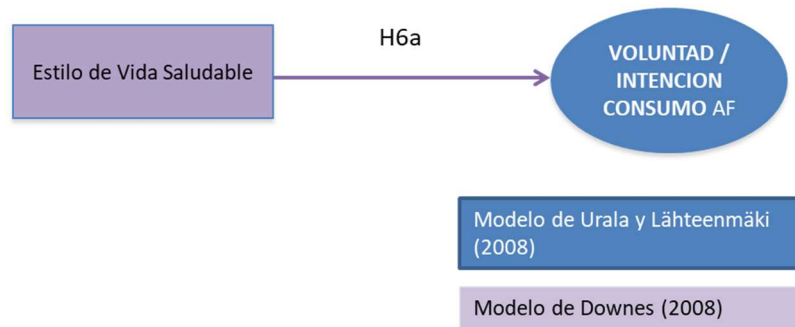 H6a
Estilo de Vida Saludable
VOLUNTAD /
INTENCION
CONSUMO AF
Modelo de Urala y Lähteenmäki
(2008)
Modelo de Downes (2008)